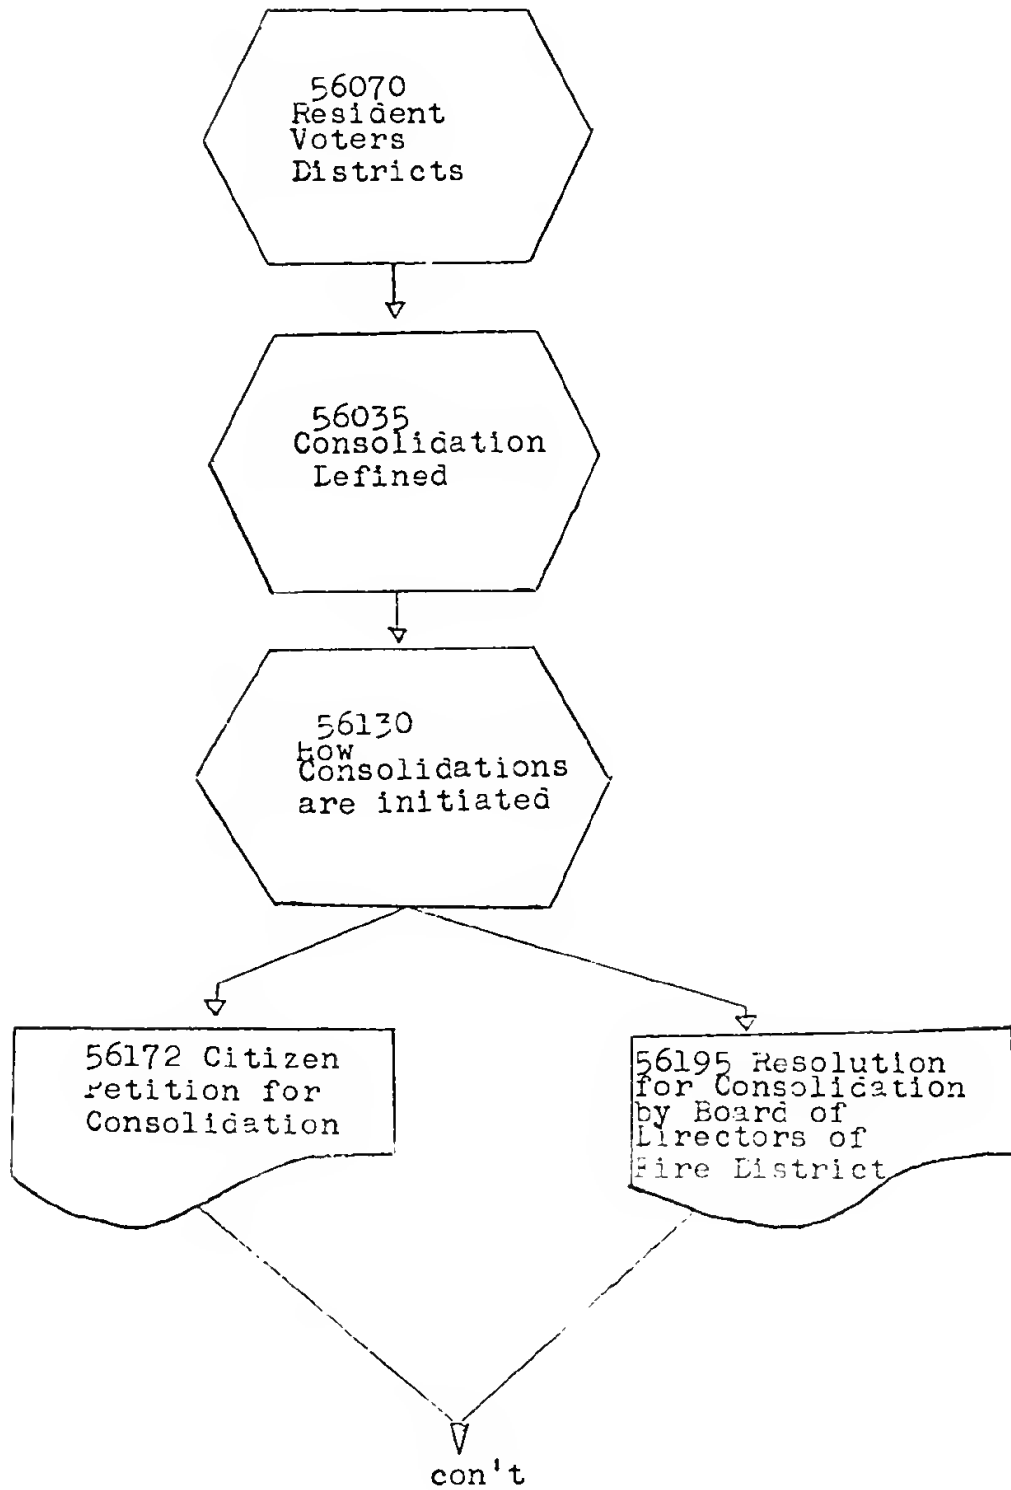 56070
Resident
Voters
Districts
56035
Consolidation
Defined
56130
How
Consolidations
are initiated
56172 Citizen
Petition for
Consolidation
56195 Resolution
for Consolidation
by Board of
Directors of
Fire District
con't